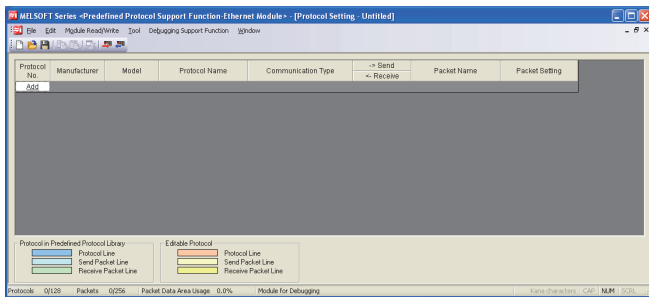 MELSOFT Series <Predefined Protocol Support Function-Ethernet Module> - [Protocol Setting - Untitled]
File Edit Module Read/Write Tool Debugging Support Function Window
Protocol No. Manufacturer Model Protocol Name Communication Type -> Send <- Receive Packet Name Packet Setting
Add
Protocol in Predefined Protocol Library Editable Protocol
Protocol Line Protocol Line
Send Packet Line Send Packet Line
Receive Packet Line Receive Packet Line
Protocols 0/128 Packets 0/256 Packet Data Area Usage 0.0% Module for Debugging Kana characters CAP NUM SCRL